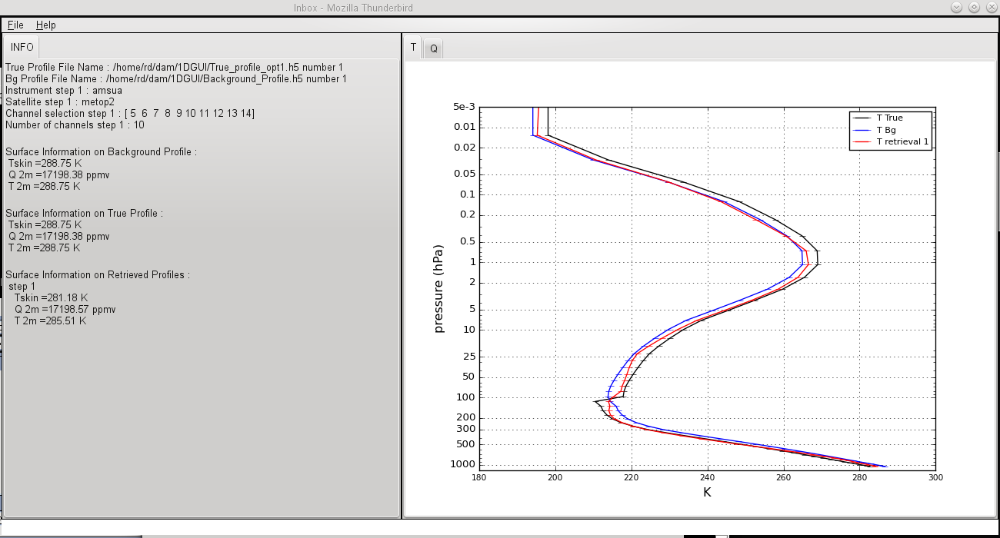 Inbox - Mozilla Thunderbird
File Help
INFO
True Profile File Name : /home/rd/dam/1DGUI/True_profile_opt1.h5 number 1
Bg Profile File Name : /home/rd/dam/1DGUI/Background_Profile.h5 number 1
Instrument step 1 : amsua
Satellite step 1 : metop2
Channel selection step 1 : [ 5 6 7 8 9 10 11 12 13 14]
Number of channels step 1 : 10
Surface Information on Background Profile :
Tskin =288.75 K
Q 2m =17198.38 ppmv
T 2m =288.75 K
Surface Information on True Profile :
Tskin =288.75 K
Q 2m =17198.38 ppmv
T 2m =288.75 K
Surface Information on Retrieved Profiles :
step 1
Tskin =281.18 K
Q 2m =17198.57 ppmv
T 2m =285.51 K
T Q
T True
T Bg
T retrieval 1
pressure (hPa)
5e-3
0.01
0.02
0.05
0.1
0.2
0.5
1
2
5
10
25
50
100
200
300
500
1000
180 200 220 240 260 280 300
K